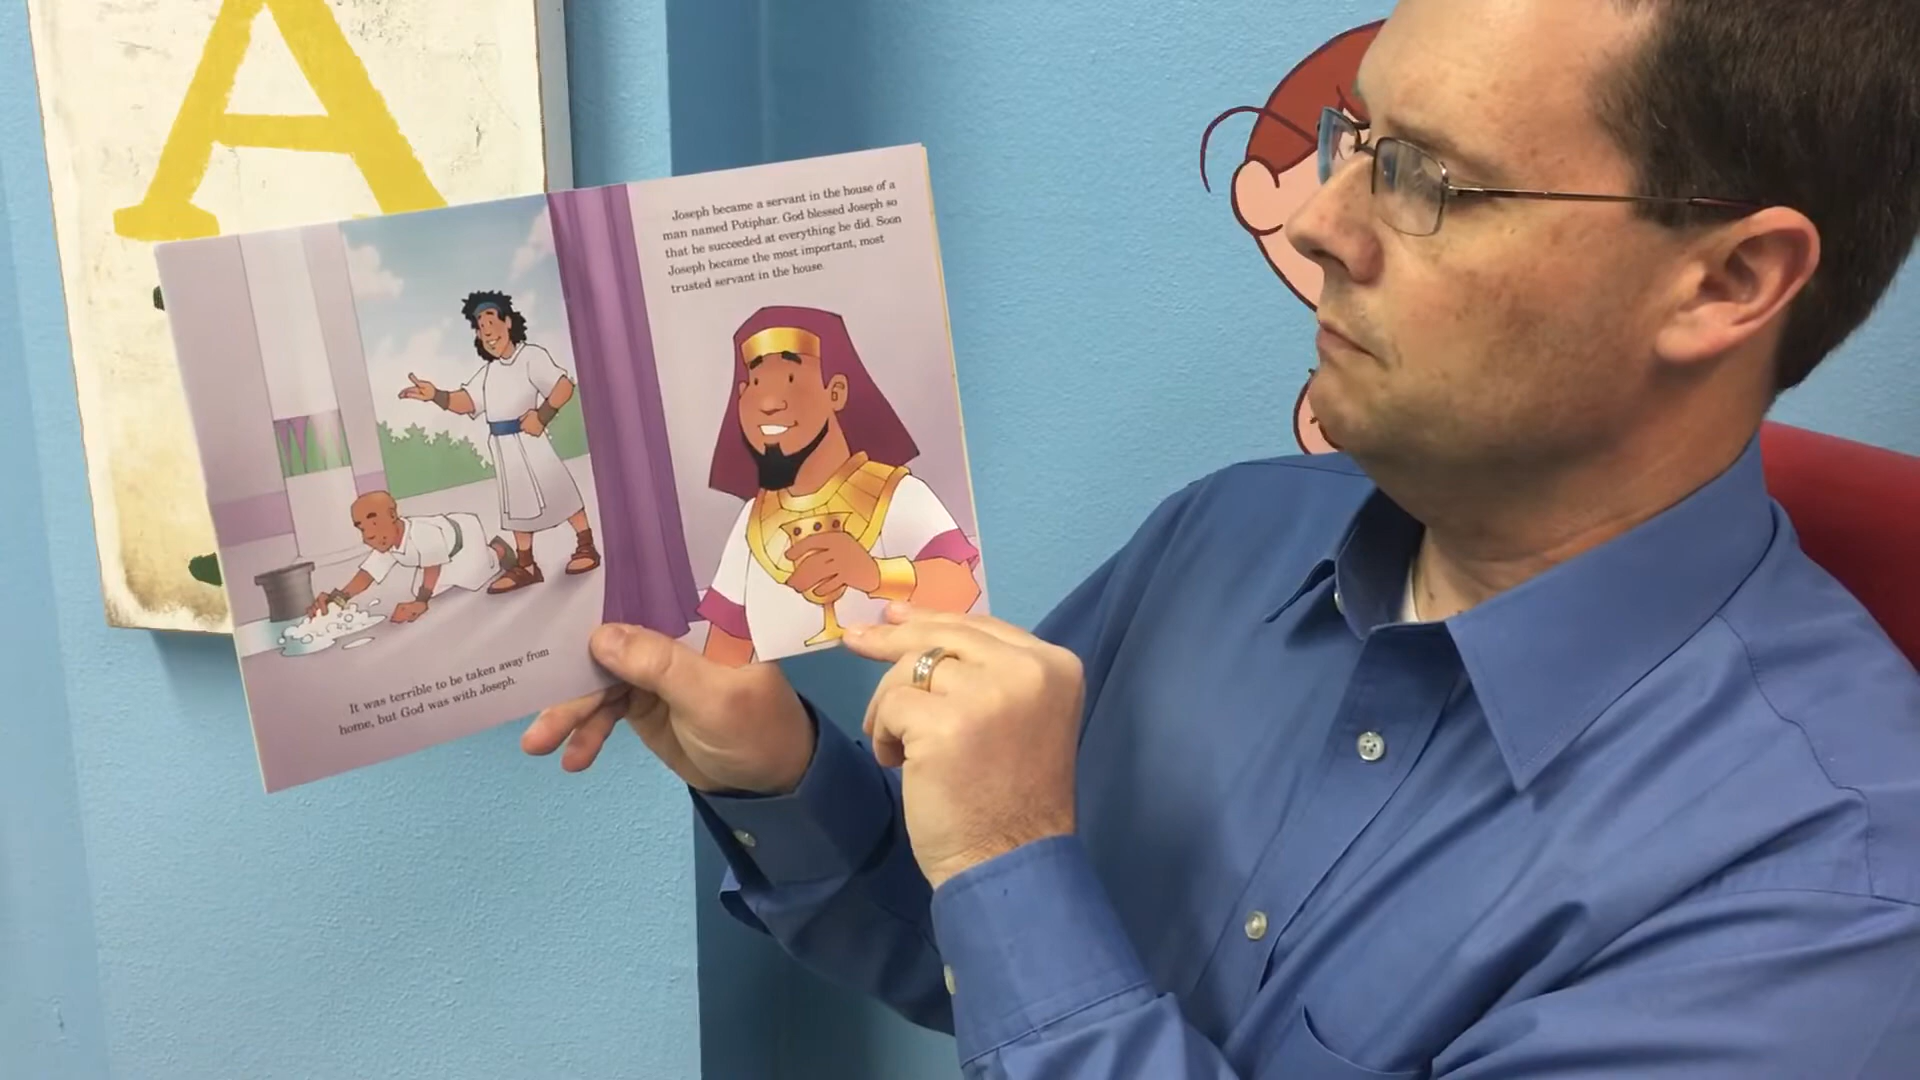 A
It was terrible to be taken away from
home, but God was with Joseph.
Joseph became a servant in the house of a
man named Potiphar. God blessed Joseph so
that he succeeded at everything he did. Soon
Joseph became the most important, most
trusted servant in the house.